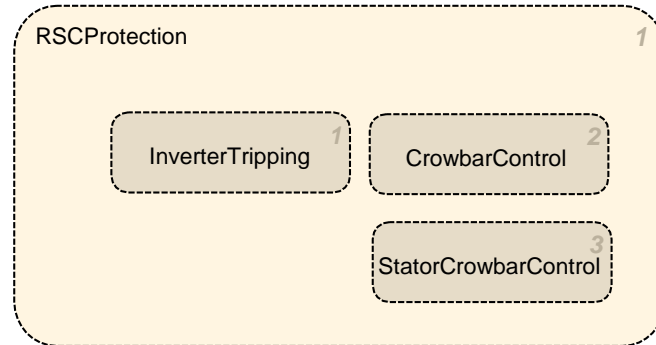 RSCProtection 1
InverterTripping 1
CrowbarControl 2
StatorCrowbarControl 3